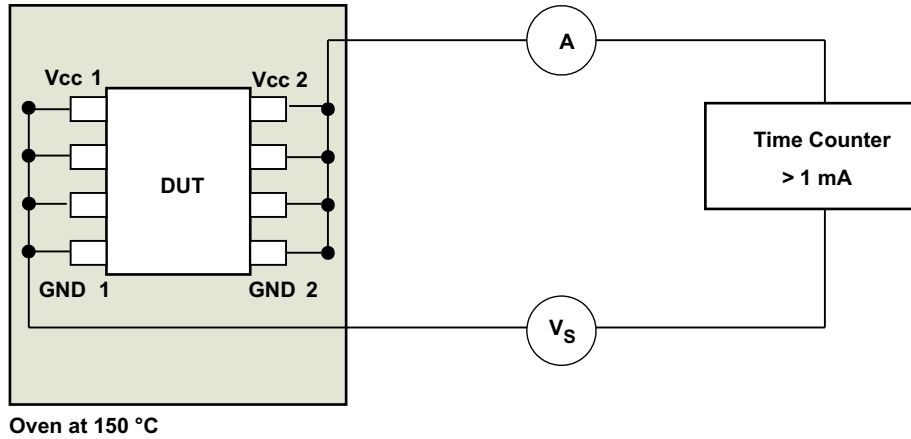 Vcc 1
Vcc 2
DUT
GND 1
GND 2
A
Time Counter
> 1 mA
VS
Oven at 150 °C